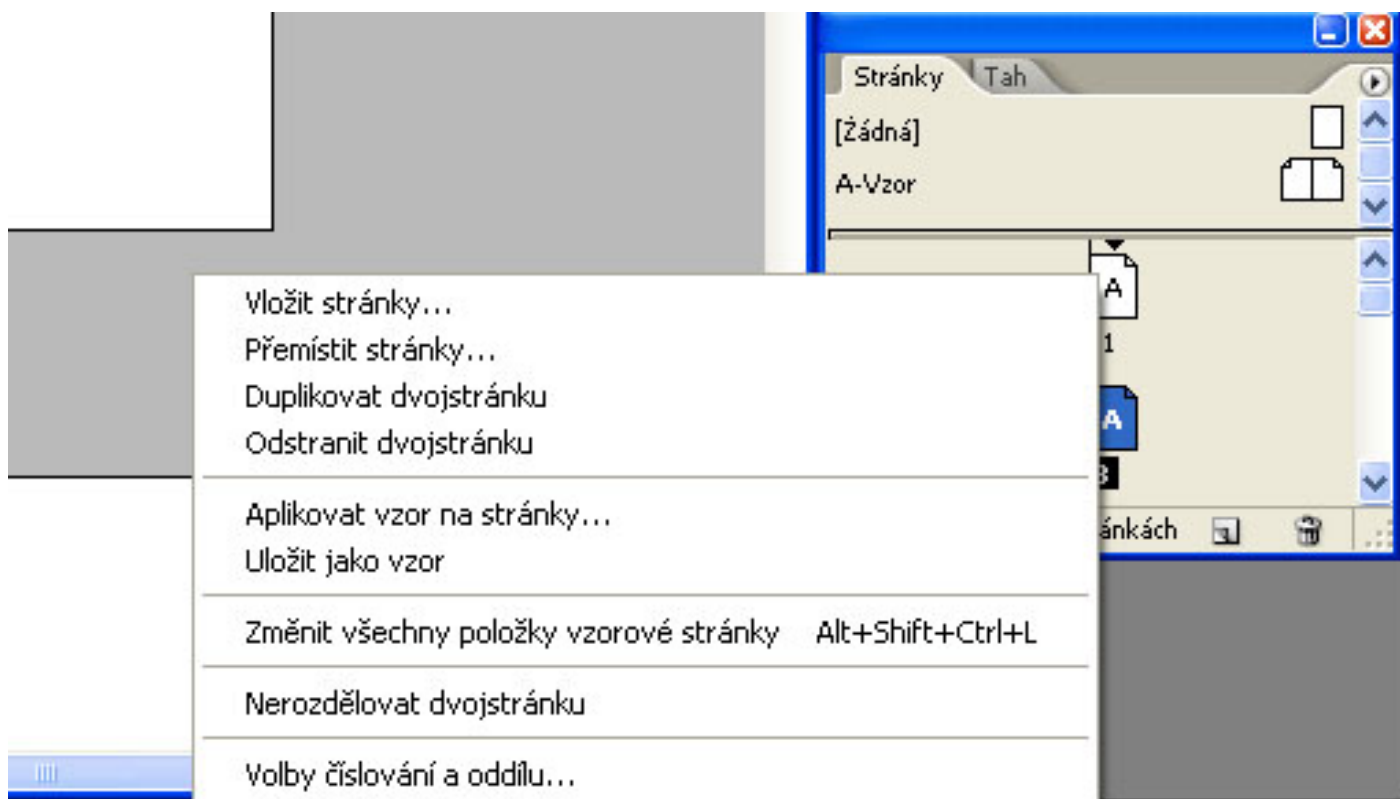 Stránky Tah
[Žádná]
A-Vzor
A
1
A
3
ánkách
Vložit stránky...
Přemístit stránky...
Duplikovat dvojstránku
Odstranit dvojstránku
Aplikovat vzor na stránky...
Uložit jako vzor
Změnit všechny položky vzorové stránky Alt+Shift+Ctrl+L
Nerozdělovat dvojstránku
Volby číslování a oddílu...